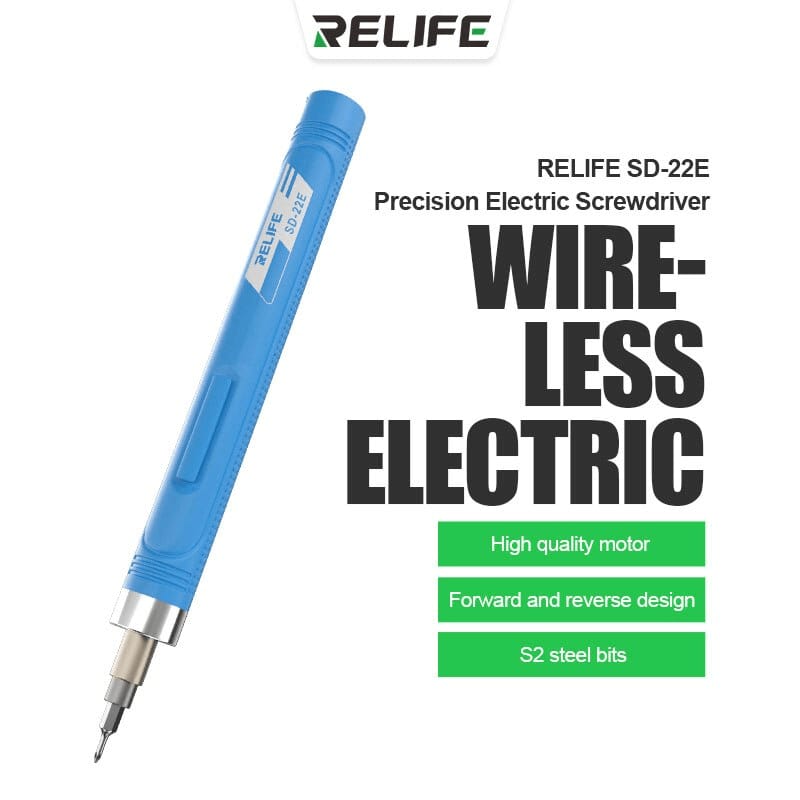 RELIFE
RELIFE SD-22E
Precision Electric Screwdriver
WIRE-
LESS
ELECTRIC
RELIFE
SD-22E
High quality motor
Forward and reverse design
S2 steel bits